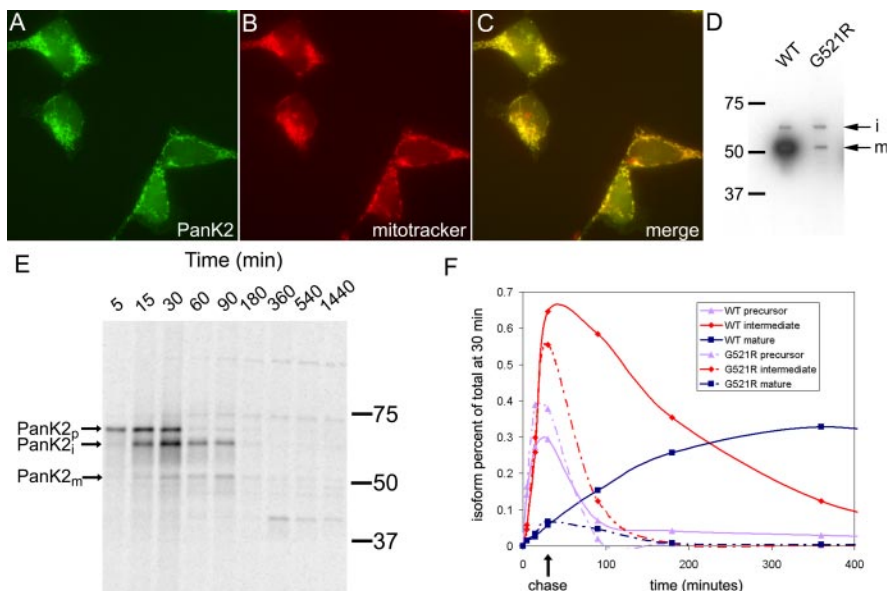 A
PanK2
B
mitotracker
C
merge
D
WT
G521R
75
50
37
i
m
E
Time (min)
5 15 30 60 90 180 360 540 1440
PanK2p
PanK2i
PanK2m
75
50
37
F
isoform percent of total at 30 min
0.7
0.6
0.5
0.4
0.3
0.2
0.1
0
WT precursor
WT intermediate
WT mature
G521R precursor
G521R intermediate
G521R mature
0 100 200 300 400
chase
time (minutes)